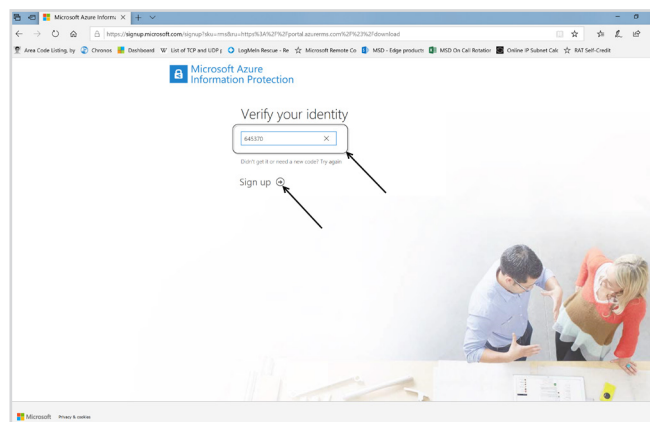 Microsoft Azure Informa
https://signup.microsoft.com/signup?sku=rms&ru=https%3A%2F%2Fportal.azurerms.com%2F%23%2Fdownload
Area Code Listing, by Chronos Dashboard W List of TCP and UDP p LogMein Rescue - Re Microsoft Remote Co MSD - Edge products MSD On Call Rotation Online IP Subnet Calc RAT Self-Credit
Microsoft Azure
Information Protection
Verify your identity
645370
Didn't get it or need a new code? Try again
Sign up
Microsoft Privacy & cookies